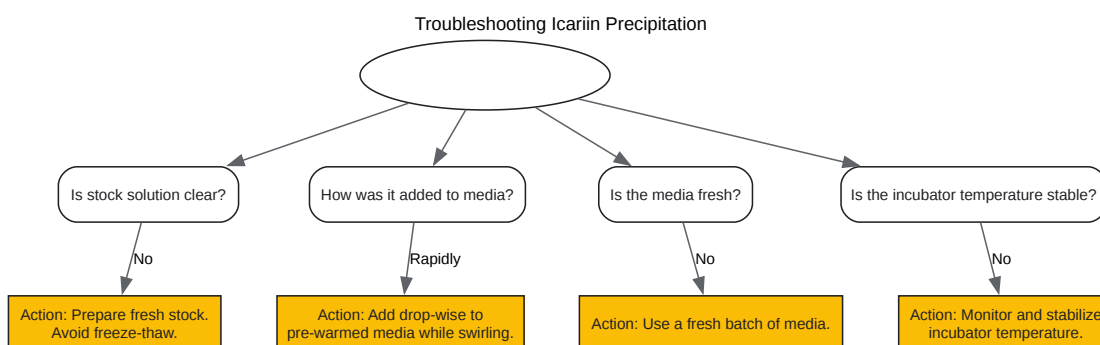 Troubleshooting Icariin Precipitation
Is stock solution clear?
How was it added to media?
Is the media fresh?
Is the incubator temperature stable?
No
Rapidly
No
No
Action: Prepare fresh stock.
Avoid freeze-thaw.
Action: Add drop-wise to
pre-warmed media while swirling.
Action: Use a fresh batch of media.
Action: Monitor and stabilize
incubator temperature.